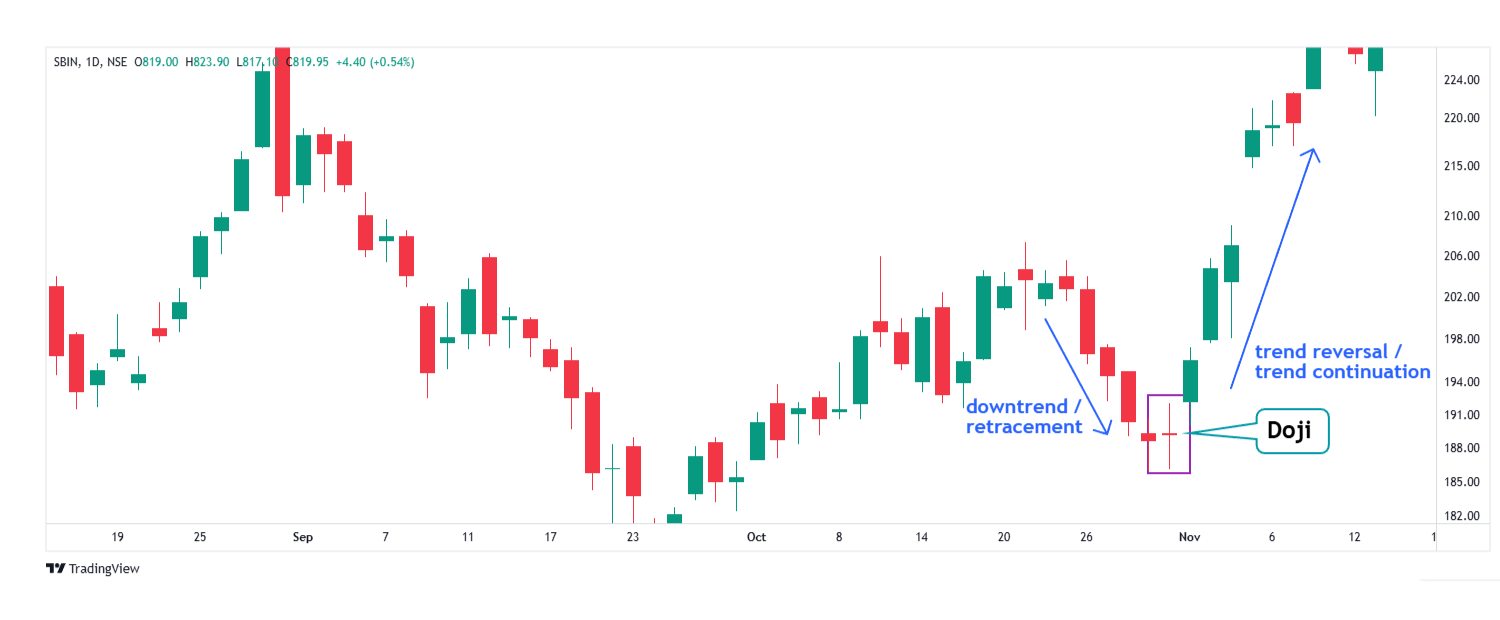 SBIN, 1D, NSE O819.00 H823.90 L817.10 C819.95 +4.40 (+0.54%)
224.00
220.00
215.00
210.00
206.00
202.00
198.00
trend reversal /
trend continuation
194.00
downtrend /
retracement
191.00
Doji
188.00
185.00
182.00
19 25 Sep 7 11 17 23 Oct 8 14 20 26 Nov 6 12 1
TradingView